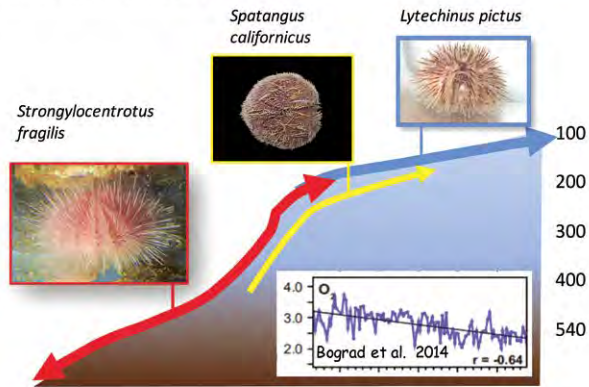 Spatangus
californicus
Lytechinus pictus
Strongylocentrotus
fragilis
100
200
300
400
540
O2
4.0
3.0
2.0
Bograd et al. 2014
r = -0.64